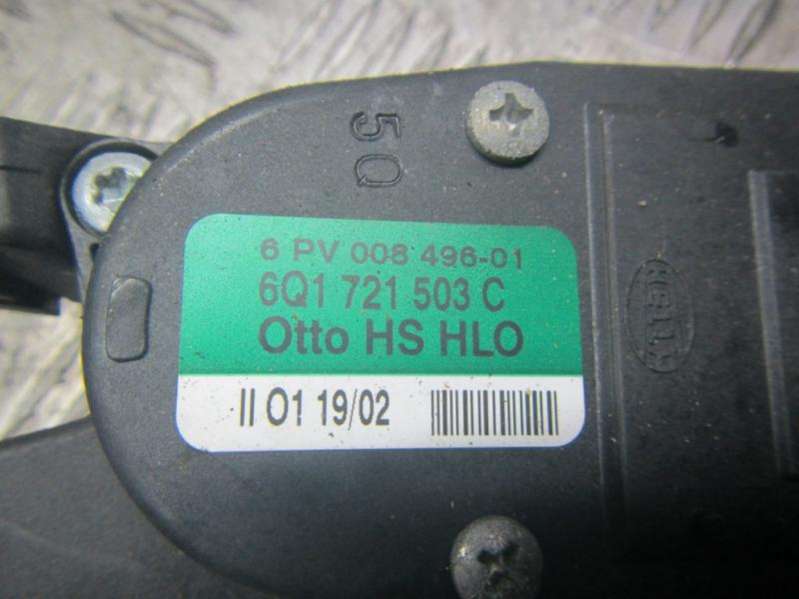 5Q
6 PV 008 496-01
6Q1 721 503 C
Otto HS HLO
II O1 19/02
HELLA